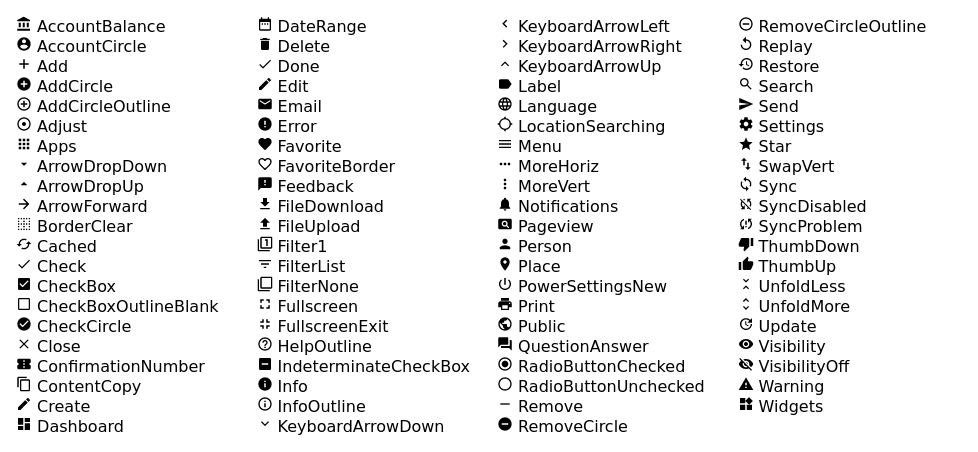 AccountBalance
AccountCircle
Add
AddCircle
AddCircleOutline
Adjust
Apps
ArrowDropDown
ArrowDropUp
ArrowForward
BorderClear
Cached
Check
CheckBox
CheckBoxOutlineBlank
CheckCircle
Close
ConfirmationNumber
ContentCopy
Create
Dashboard
DateRange
Delete
Done
Edit
Email
Error
Favorite
FavoriteBorder
Feedback
FileDownload
FileUpload
Filter1
FilterList
FilterNone
Fullscreen
FullscreenExit
HelpOutline
IndeterminateCheckBox
Info
InfoOutline
KeyboardArrowDown
KeyboardArrowLeft
KeyboardArrowRight
KeyboardArrowUp
Label
Language
LocationSearching
Menu
MoreHoriz
MoreVert
Notifications
Pageview
Person
Place
PowerSettingsNew
Print
Public
QuestionAnswer
RadioButtonChecked
RadioButtonUnchecked
Remove
RemoveCircle
RemoveCircleOutline
Replay
Restore
Search
Send
Settings
Star
SwapVert
Sync
SyncDisabled
SyncProblem
ThumbDown
ThumbUp
UnfoldLess
UnfoldMore
Update
Visibility
VisibilityOff
Warning
Widgets